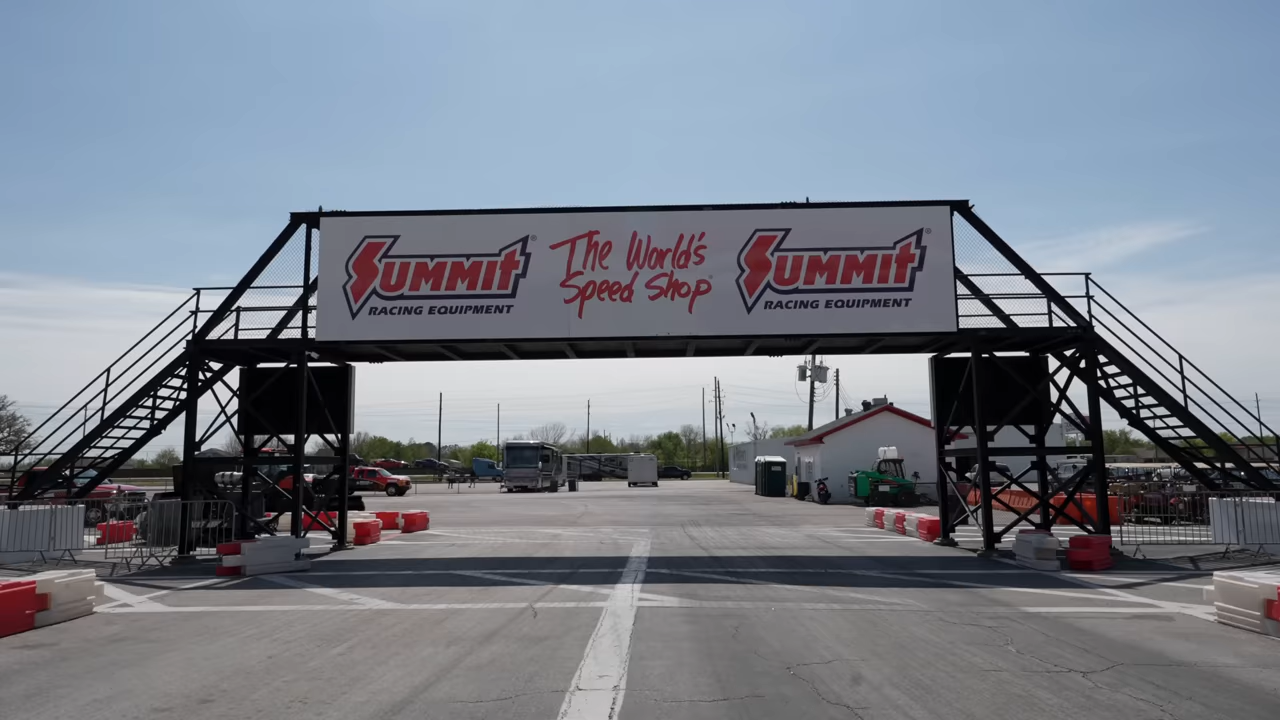 SUMMIT®
RACING EQUIPMENT
The World's
Speed Shop®
SUMMIT®
RACING EQUIPMENT